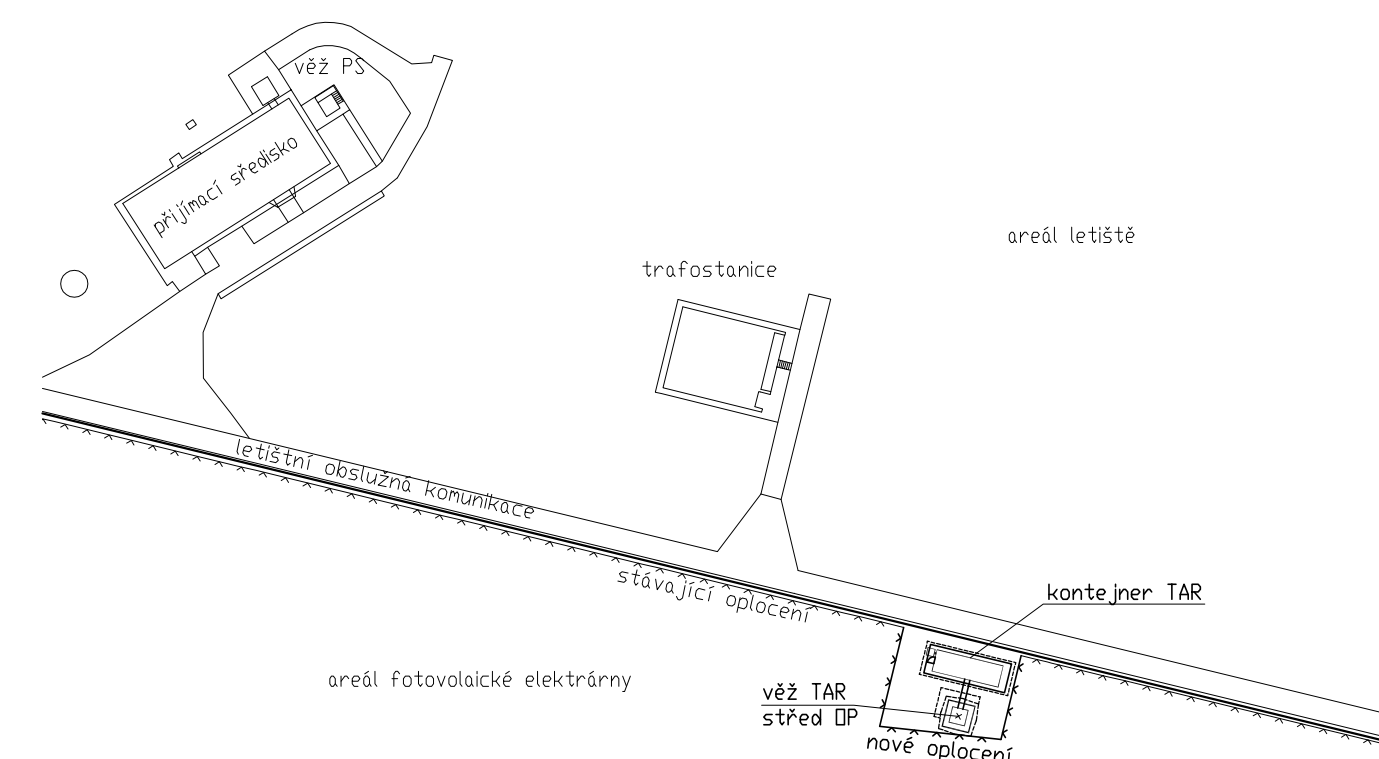 věž PS
přijímací středisko
areál letiště
trafostanice
letištní obslužná komunikace
stávající oplocení
kontejner TAR
areál fotovolaické elektrárny
věž TAR
střed OP
nové oplocení